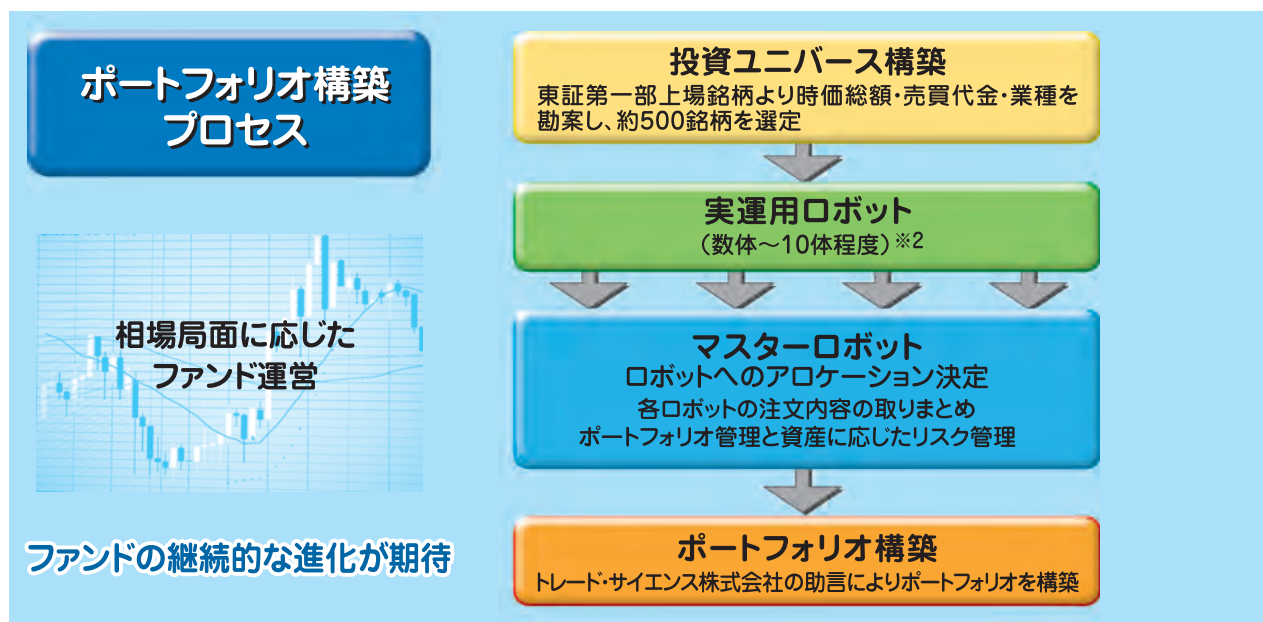 ポートフォリオ構築
プロセス
相場局面に応じた
ファンド運営
ファンドの継続的な進化が期待
投資ユニバース構築
東証第一部上場銘柄より時価総額・売買代金・業種を
勘案し、約500銘柄を選定
実運用ロボット
（数体～10体程度）※2
マスターロボット
ロボットへのアロケーション決定
各ロボットの注文内容の取りまとめ
ポートフォリオ管理と資産に応じたリスク管理
ポートフォリオ構築
トレード・サイエンス株式会社の助言によりポートフォリオを構築